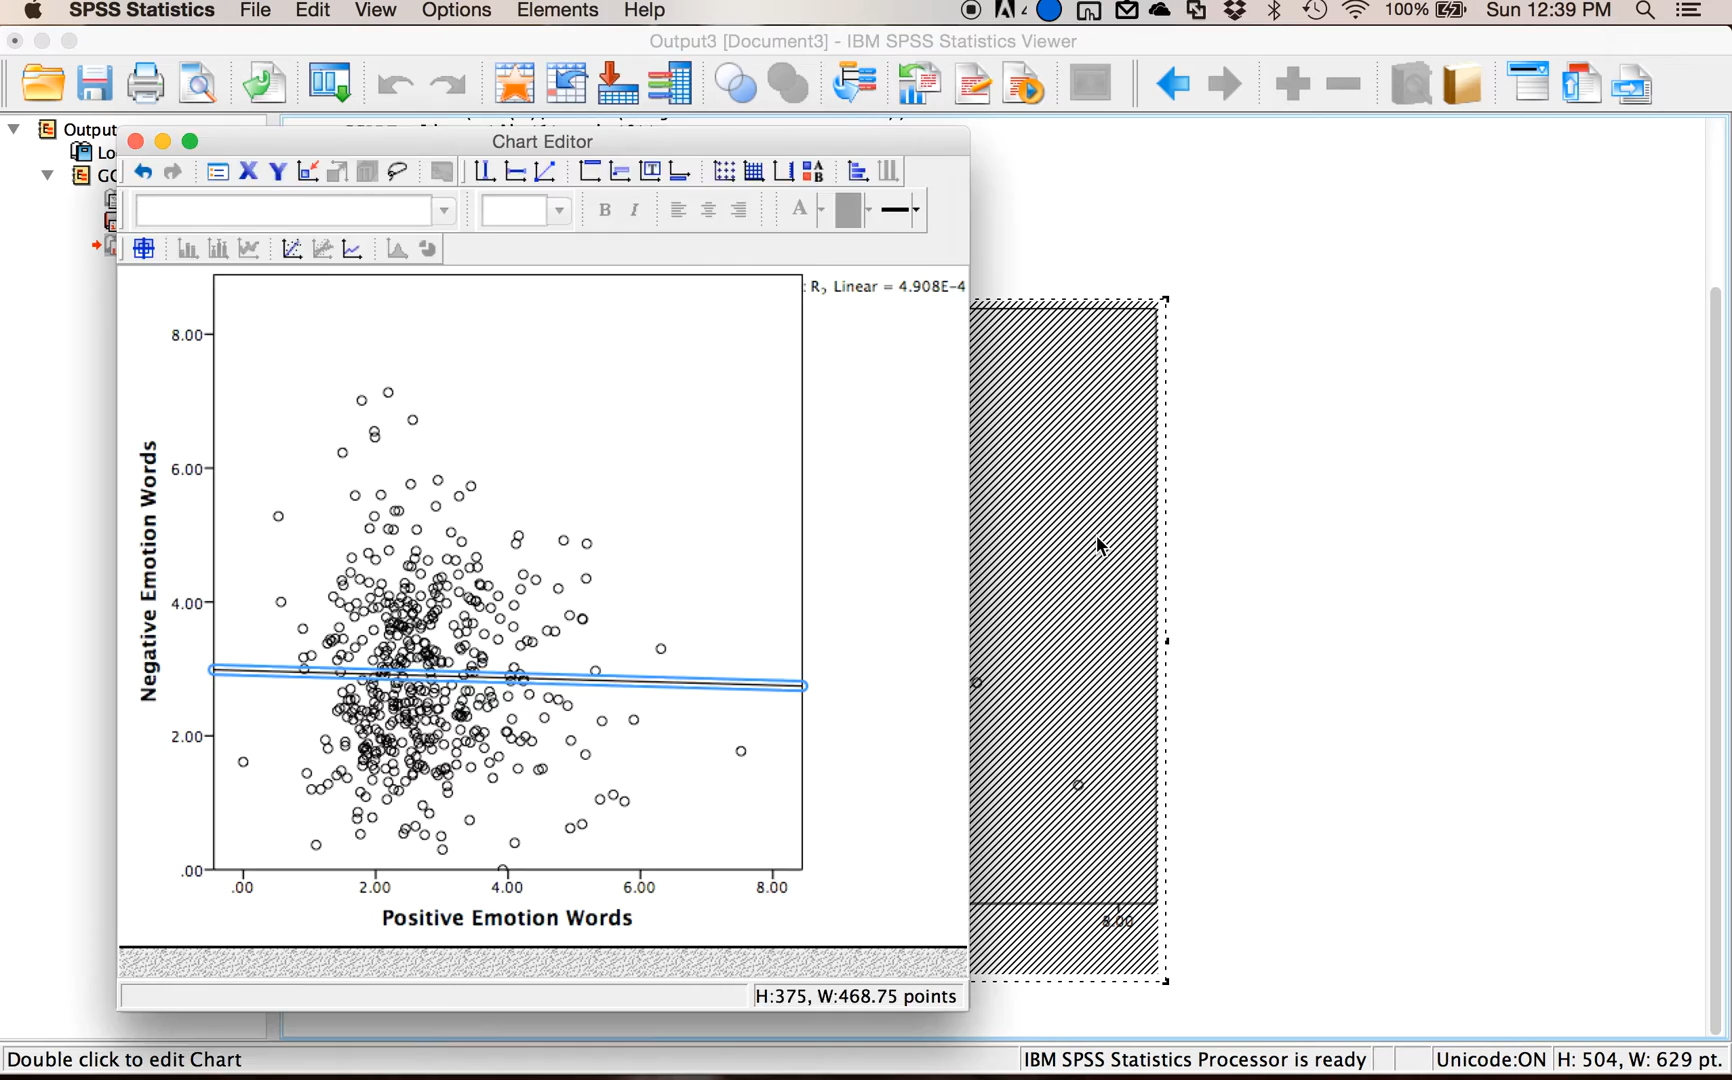 SPSS Statistics File Edit View Options Elements Help 4 100% Sun 12:39 PM
Output3 [Document3] - IBM SPSS Statistics Viewer
Output
Lo
Chart Editor
X Y T A B
B I A
R₂ Linear = 4.908E-4
8.00
6.00
4.00
2.00
.00
Negative Emotion Words
.00 2.00 4.00 6.00 8.00
Positive Emotion Words
8.00
H:375, W:468.75 points
Double click to edit Chart IBM SPSS Statistics Processor is ready Unicode:ON H: 504, W: 629 pt.